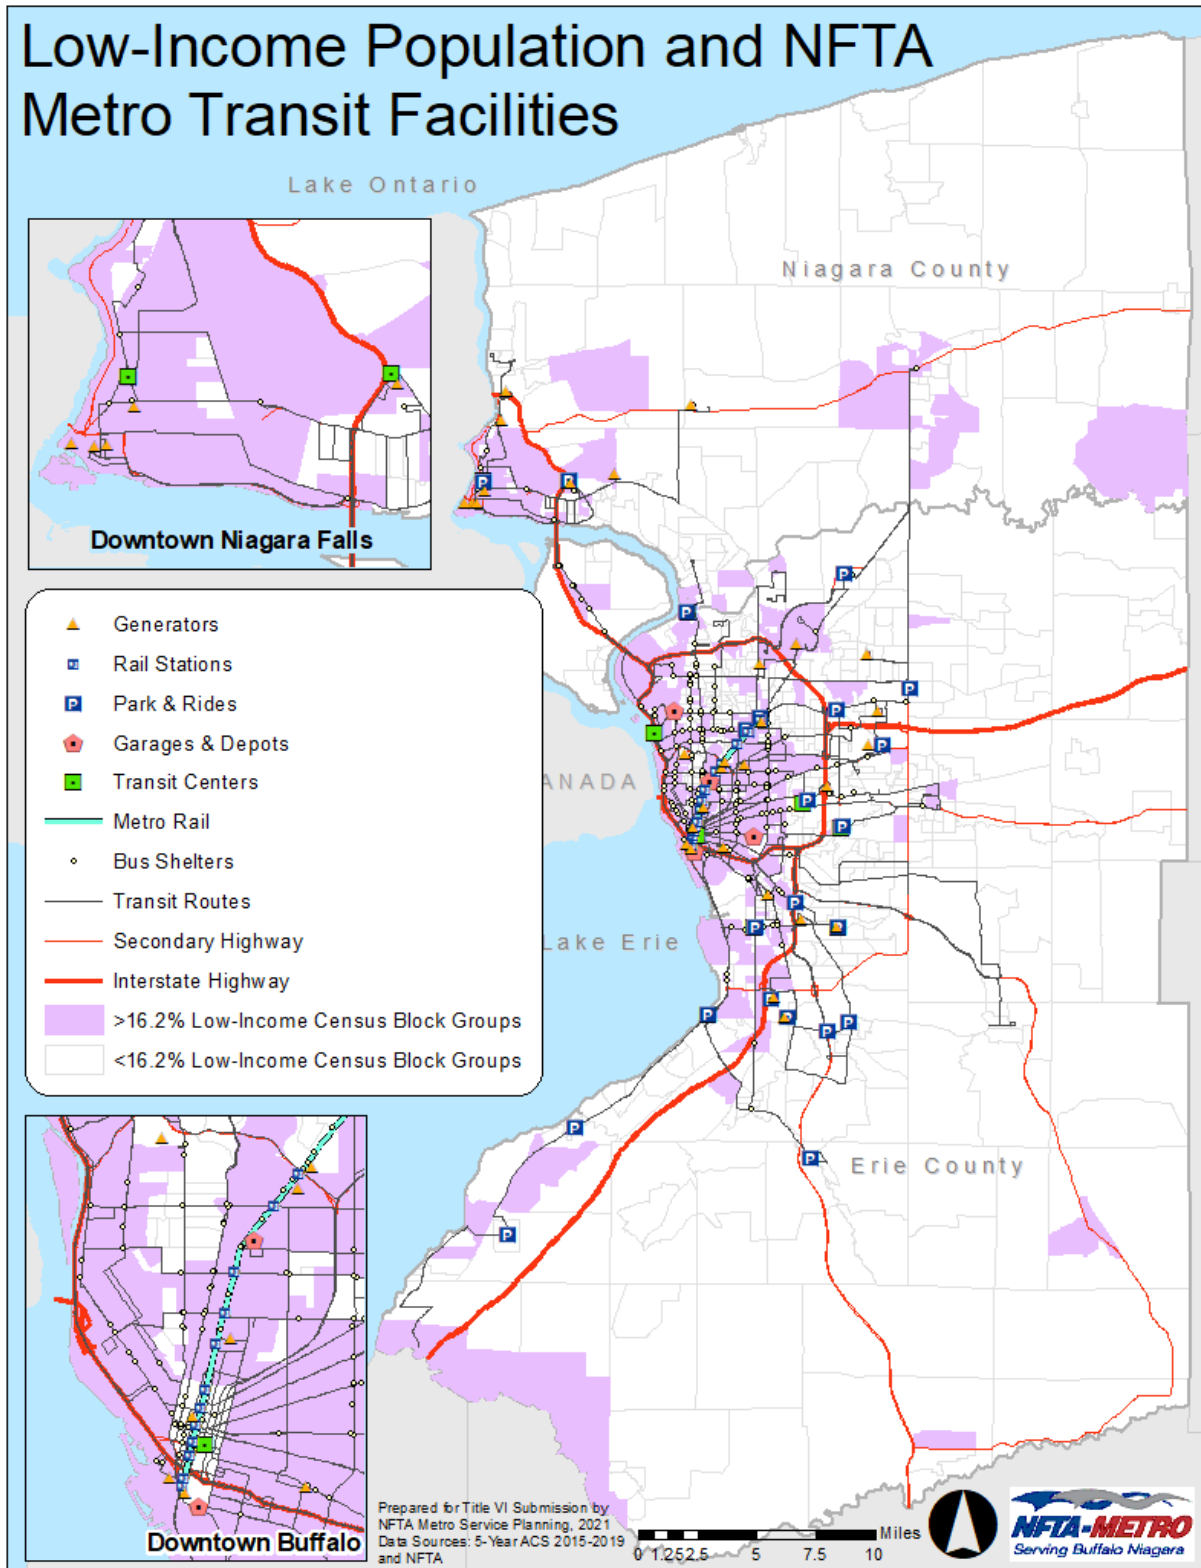 Low-Income Population and NFTA
Metro Transit Facilities
Lake Ontario
Niagara County
Downtown Niagara Falls
Generators
Rail Stations
P Park & Rides
Garages & Depots
Transit Centers
Metro Rail
Bus Shelters
Transit Routes
Secondary Highway
Interstate Highway
>16.2% Low-Income Census Block Groups
<16.2% Low-Income Census Block Groups
ANADA
Lake Erie
Erie County
Downtown Buffalo
Prepared for Title VI Submission by
NFTA Metro Service Planning, 2021
Data Sources: 5-Year ACS 2015-2019
and NFTA
Miles
0 1.25 2.5 5 7.5 10
NFTA-METRO
Serving Buffalo Niagara